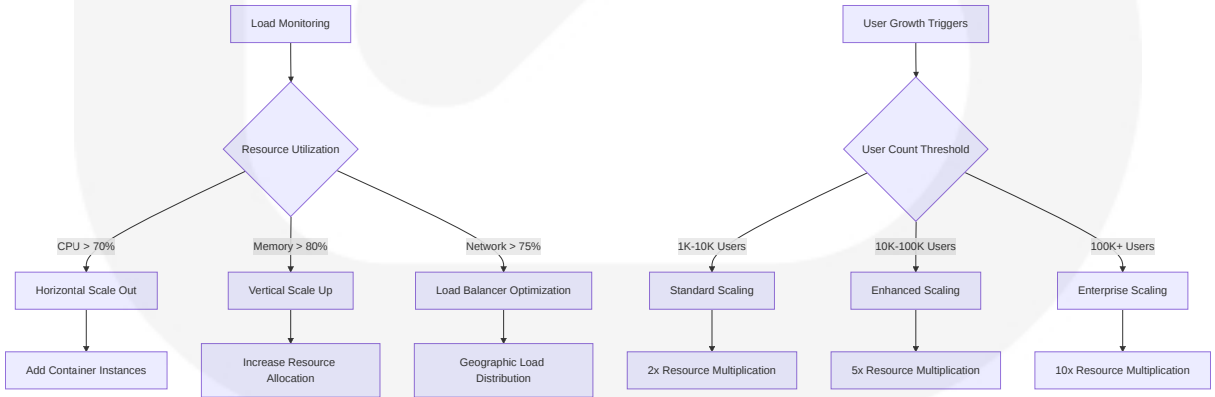 Load Monitoring
User Growth Triggers
Resource Utilization
User Count Threshold
CPU > 70%
Memory > 80%
Network > 75%
1K-10K Users
10K-100K Users
100K+ Users
Horizontal Scale Out
Vertical Scale Up
Load Balancer Optimization
Standard Scaling
Enhanced Scaling
Enterprise Scaling
Add Container Instances
Increase Resource
Allocation
Geographic Load
Distribution
2x Resource Multiplication
5x Resource Multiplication
10x Resource Multiplication